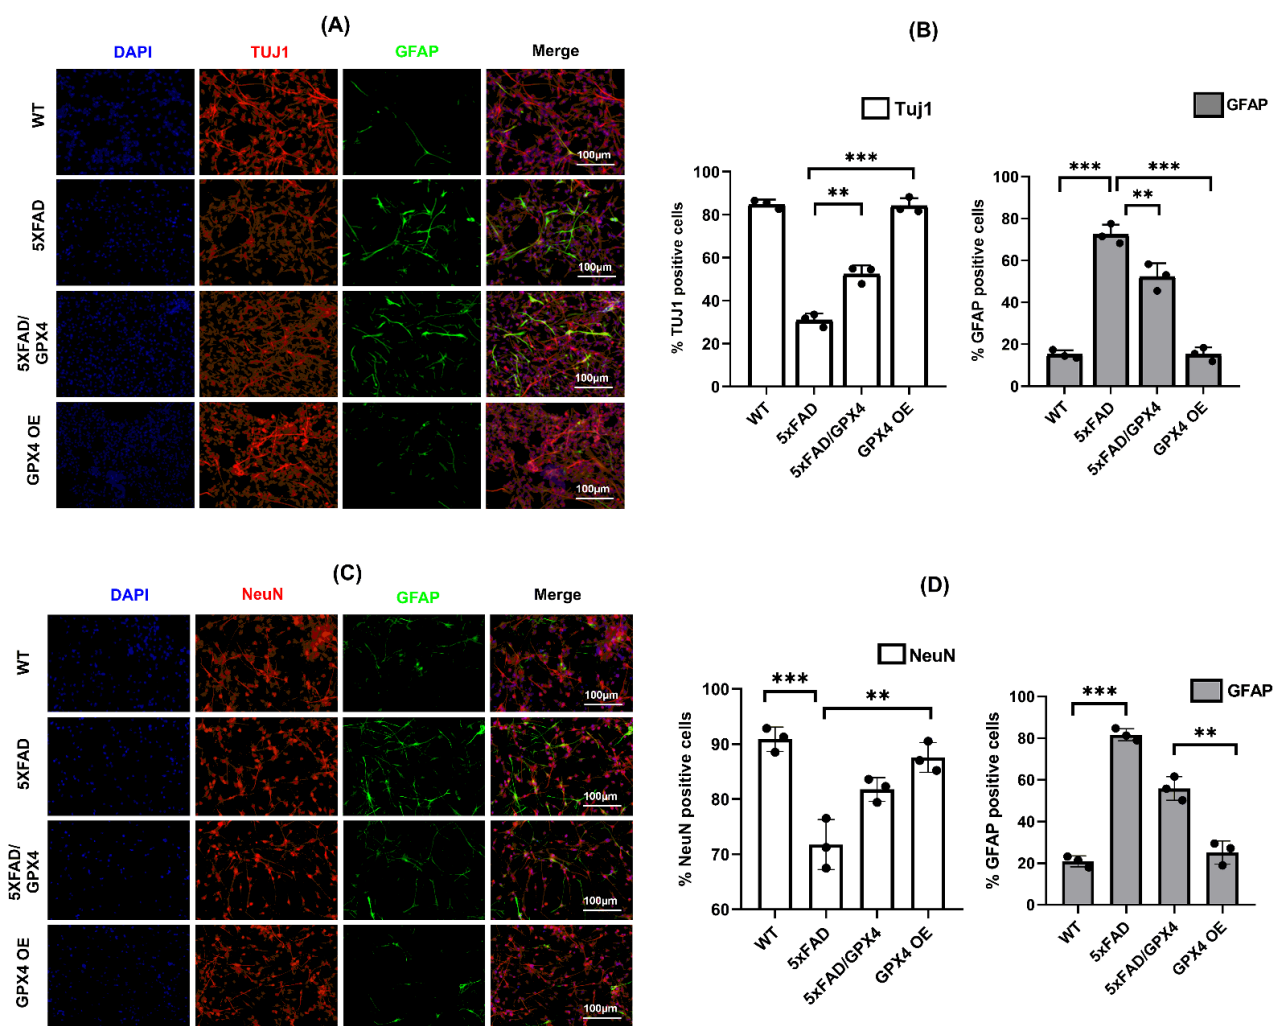 (A)
DAPI TUJ1 GFAP Merge
WT
100µm
5XFAD
100µm
5XFAD/
GPX4
100µm
GPX4 OE
100µm
(B)
Tuj1
% TUJ1 positive cells
100
80
60
40
20
0
***
**
WT
5xFAD
5xFAD/GPX4
GPX4 OE
GFAP
% GFAP positive cells
100
80
60
40
20
0
***
***
**
WT
5xFAD
5xFAD/GPX4
GPX4 OE
(C)
DAPI NeuN GFAP Merge
WT
100µm
5XFAD
100µm
5XFAD/
GPX4
100µm
GPX4 OE
100µm
(D)
NeuN
% NeuN positive cells
100
90
80
70
60
***
**
WT
5xFAD
5xFAD/GPX4
GPX4 OE
GFAP
% GFAP positive cells
100
80
60
40
20
0
***
**
WT
5xFAD
5xFAD/GPX4
GPX4 OE